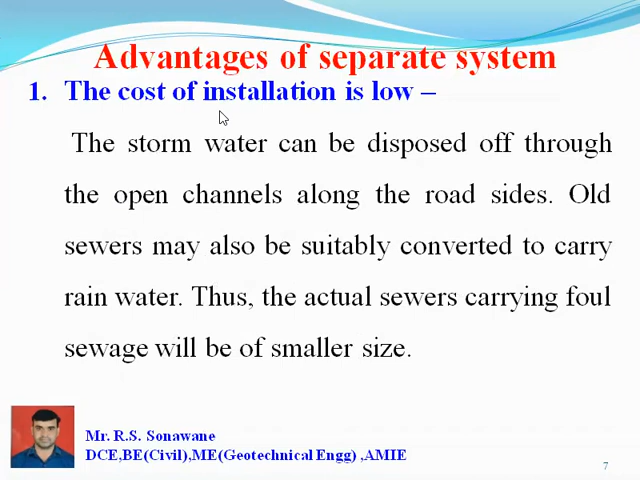 Advantages of separate system
1. The cost of installation is low –
The storm water can be disposed off through
the open channels along the road sides. Old
sewers may also be suitably converted to carry
rain water. Thus, the actual sewers carrying foul
sewage will be of smaller size.
Mr. R.S. Sonawane
DCE,BE(Civil),ME(Geotechnical Engg) ,AMIE
7